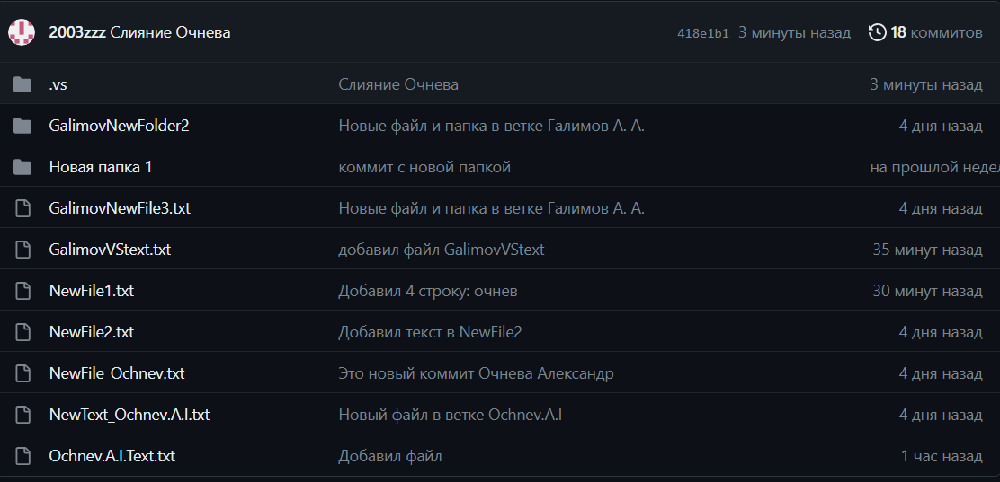 2003zzz Слияние Очнева 418e1b1 3 минуты назад 18 коммитов
.vs Слияние Очнева 3 минуты назад
GalimovNewFolder2 Новые файл и папка в ветке Галимов А. А. 4 дня назад
Новая папка 1 коммит с новой папкой на прошлой недел
GalimovNewFile3.txt Новые файл и папка в ветке Галимов А. А. 4 дня назад
GalimovVStext.txt добавил файл GalimovVStext 35 минут назад
NewFile1.txt Добавил 4 строку: очнев 30 минут назад
NewFile2.txt Добавил текст в NewFile2 4 дня назад
NewFile_Ochnev.txt Это новый коммит Очнева Александр 4 дня назад
NewText_Ochnev.A.I.txt Новый файл в ветке Ochnev.A.I 4 дня назад
Ochnev.A.I.Text.txt Добавил файл 1 час назад